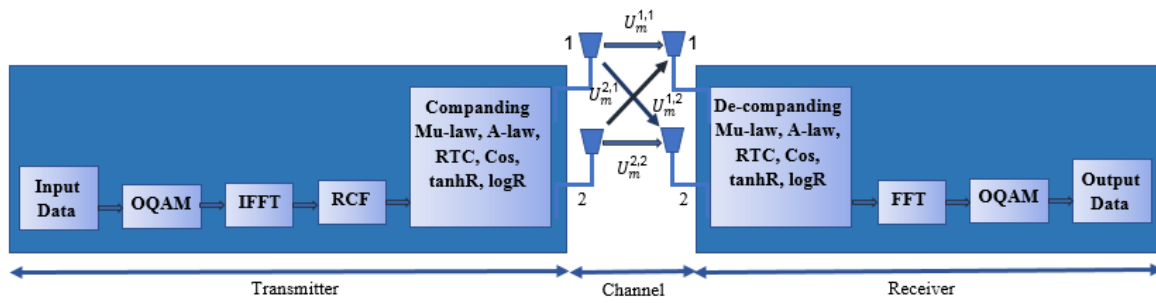 Input
Data
OQAM
IFFT
RCF
Companding
Mu-law, A-law,
RTC, Cos,
tanhR, logR
1
2
U_m^{1,1}
U_m^{2,1}
U_m^{1,2}
U_m^{2,2}
1
2
De-companding
Mu-law, A-law,
RTC, Cos,
tanhR, logR
FFT
OQAM
Output
Data
Transmitter
Channel
Receiver